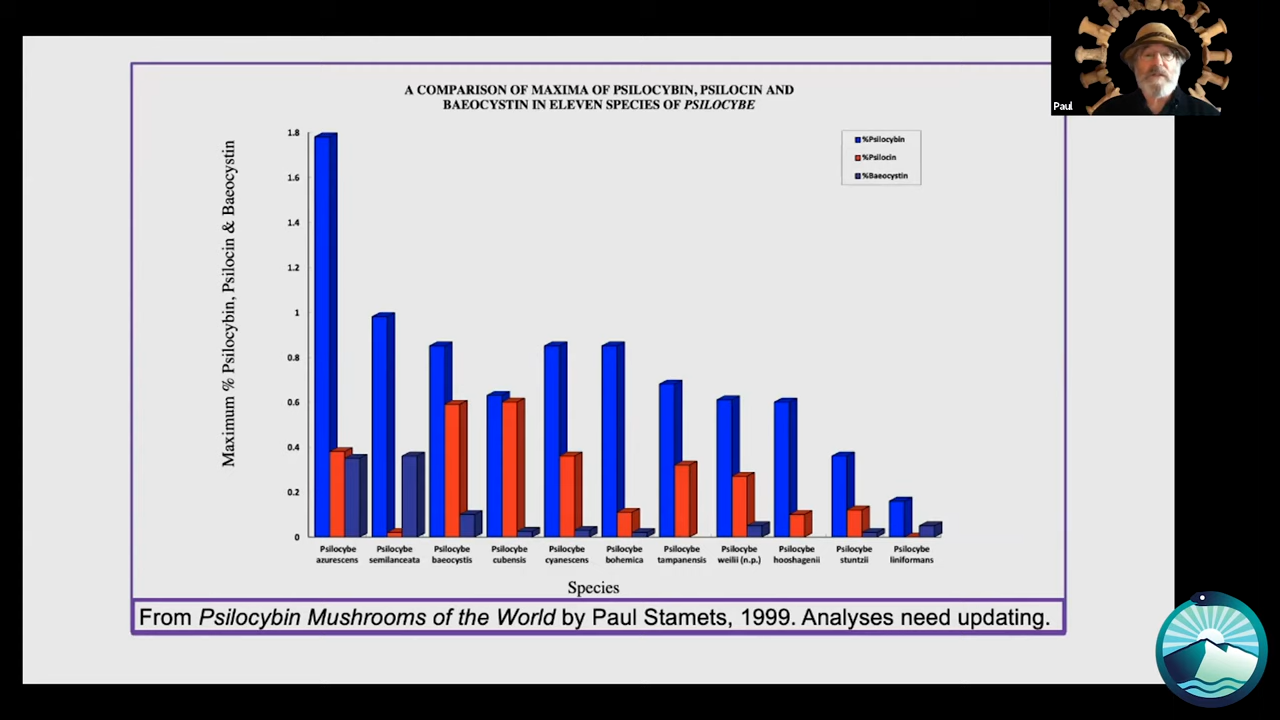 A COMPARISON OF MAXIMA OF PSILOCYBIN, PSILOCIN AND
BAEOCYSTIN IN ELEVEN SPECIES OF PSILOCYBE
Paul
%Psilocybin
%Psilocin
%Baeocystin
Maximum % Psilocybin, Psilocin & Baeocystin
1.8
1.6
1.4
1.2
1
0.8
0.6
0.4
0.2
0
Psilocybe azurescens
Psilocybe semilanceata
Psilocybe baeocystis
Psilocybe cubensis
Psilocybe cyanescens
Psilocybe bohemica
Psilocybe tampanensis
Psilocybe weilii (n.p.)
Psilocybe hooshagenii
Psilocybe stuntzii
Psilocybe liniformans
Species
From Psilocybin Mushrooms of the World by Paul Stamets, 1999. Analyses need updating.